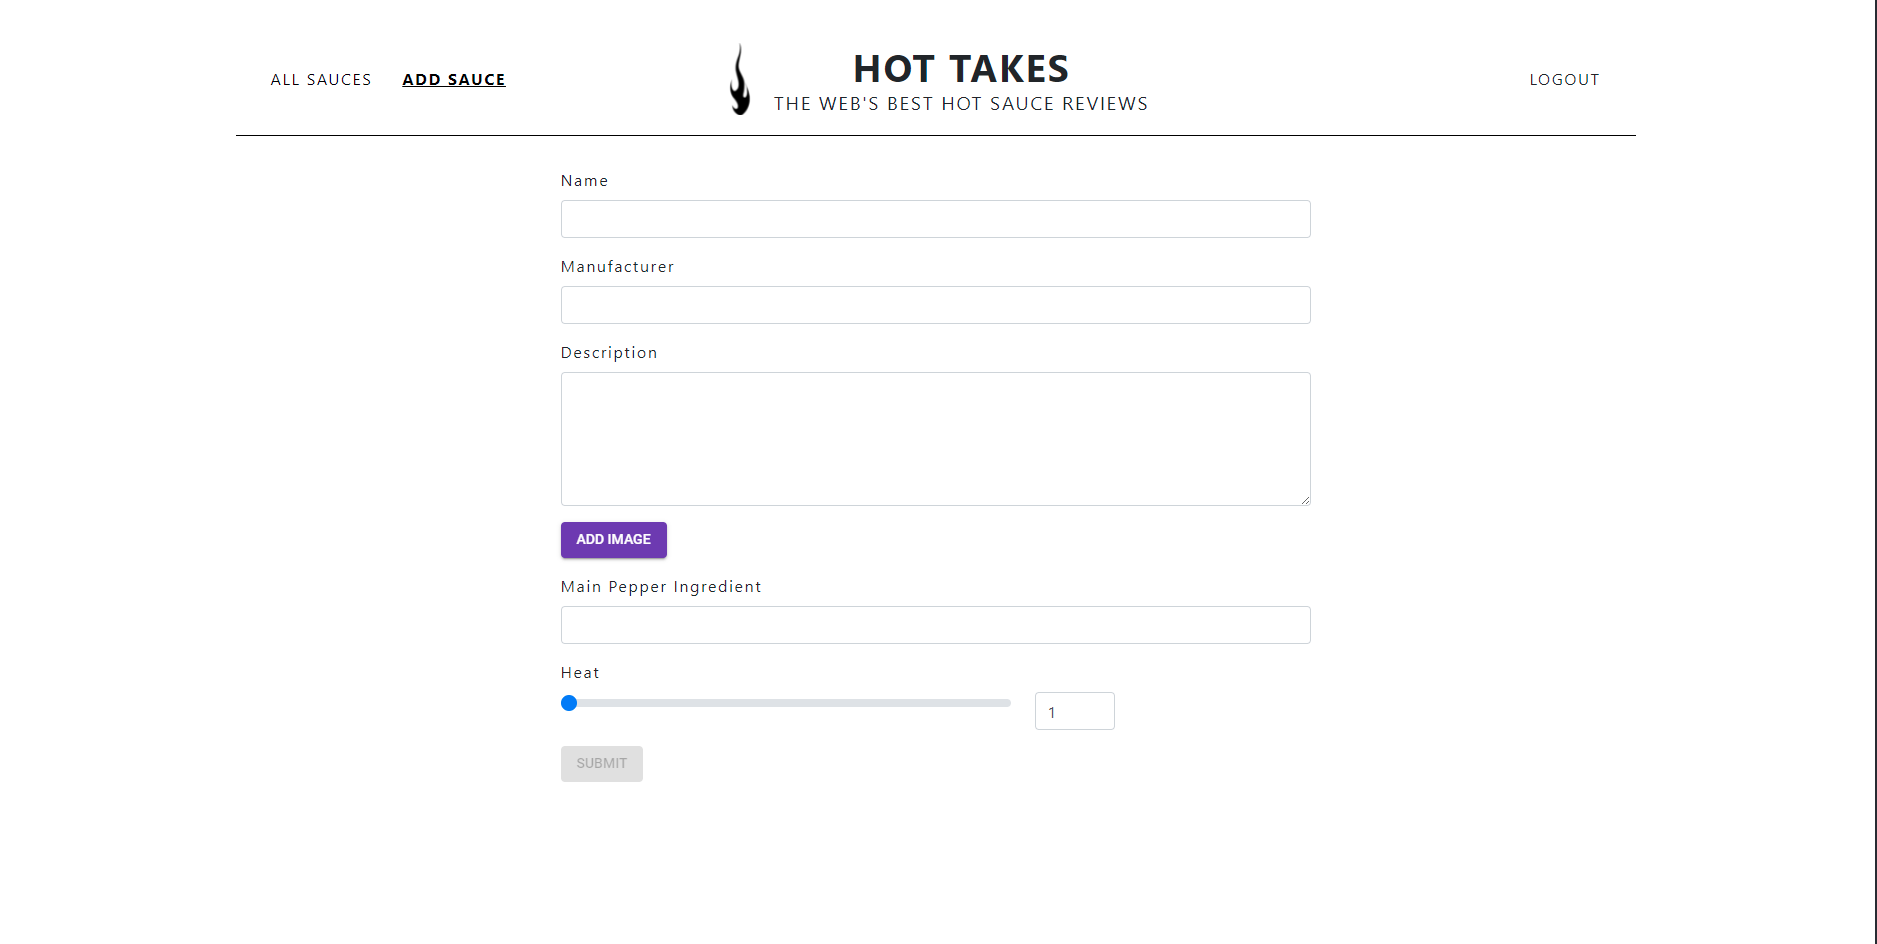 ALL SAUCES
ADD SAUCE
HOT TAKES
THE WEB'S BEST HOT SAUCE REVIEWS
LOGOUT
Name
Manufacturer
Description
ADD IMAGE
Main Pepper Ingredient
Heat
1
SUBMIT